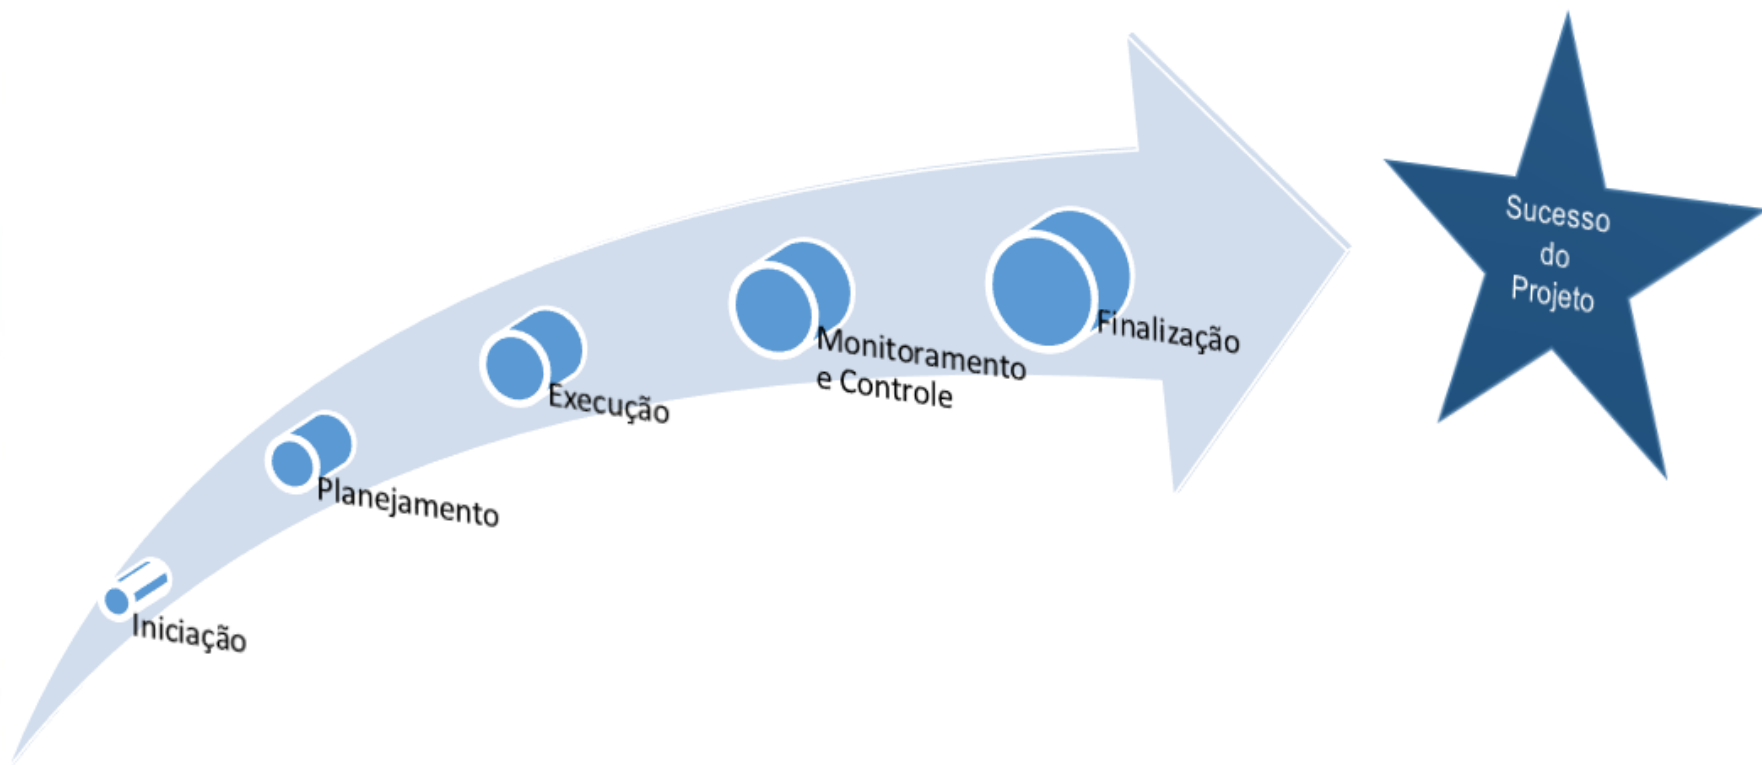 Iniciação
Planejamento
Execução
Monitoramento
e Controle
Finalização
Sucesso
do
Projeto